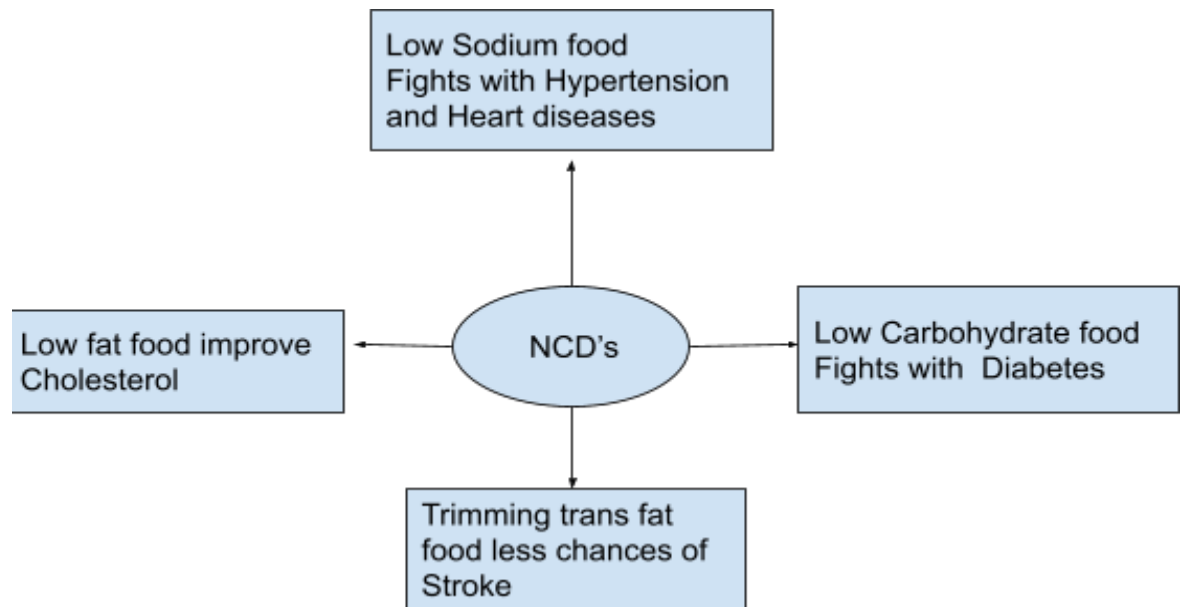 Low Sodium food
Fights with Hypertension
and Heart diseases
Low fat food improve
Cholesterol
NCD's
Low Carbohydrate food
Fights with  Diabetes
Trimming trans fat
food less chances of
Stroke